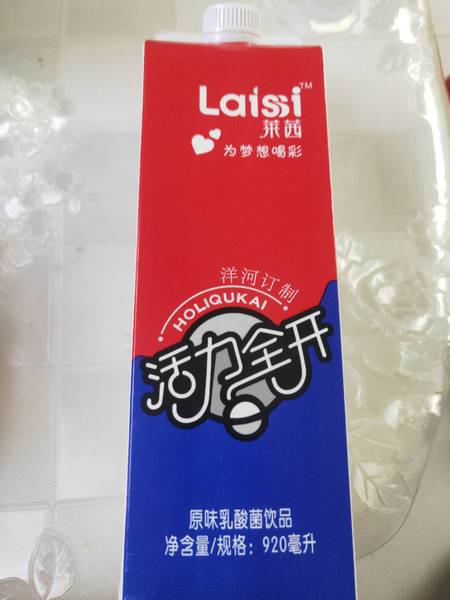 Laissi™
莱茜
为梦想喝彩
洋河订制
HOLIQUKAI
活力全开
原味乳酸菌饮品
净含量/规格：920毫升